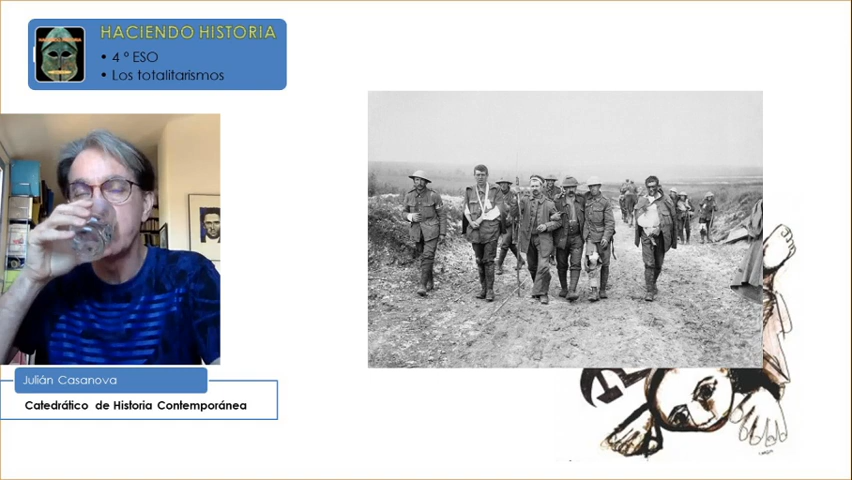 HACIENDO HISTORIA
• 4 º ESO
• Los totalitarismos
Julián Casanova
Catedrático de Historia Contemporánea